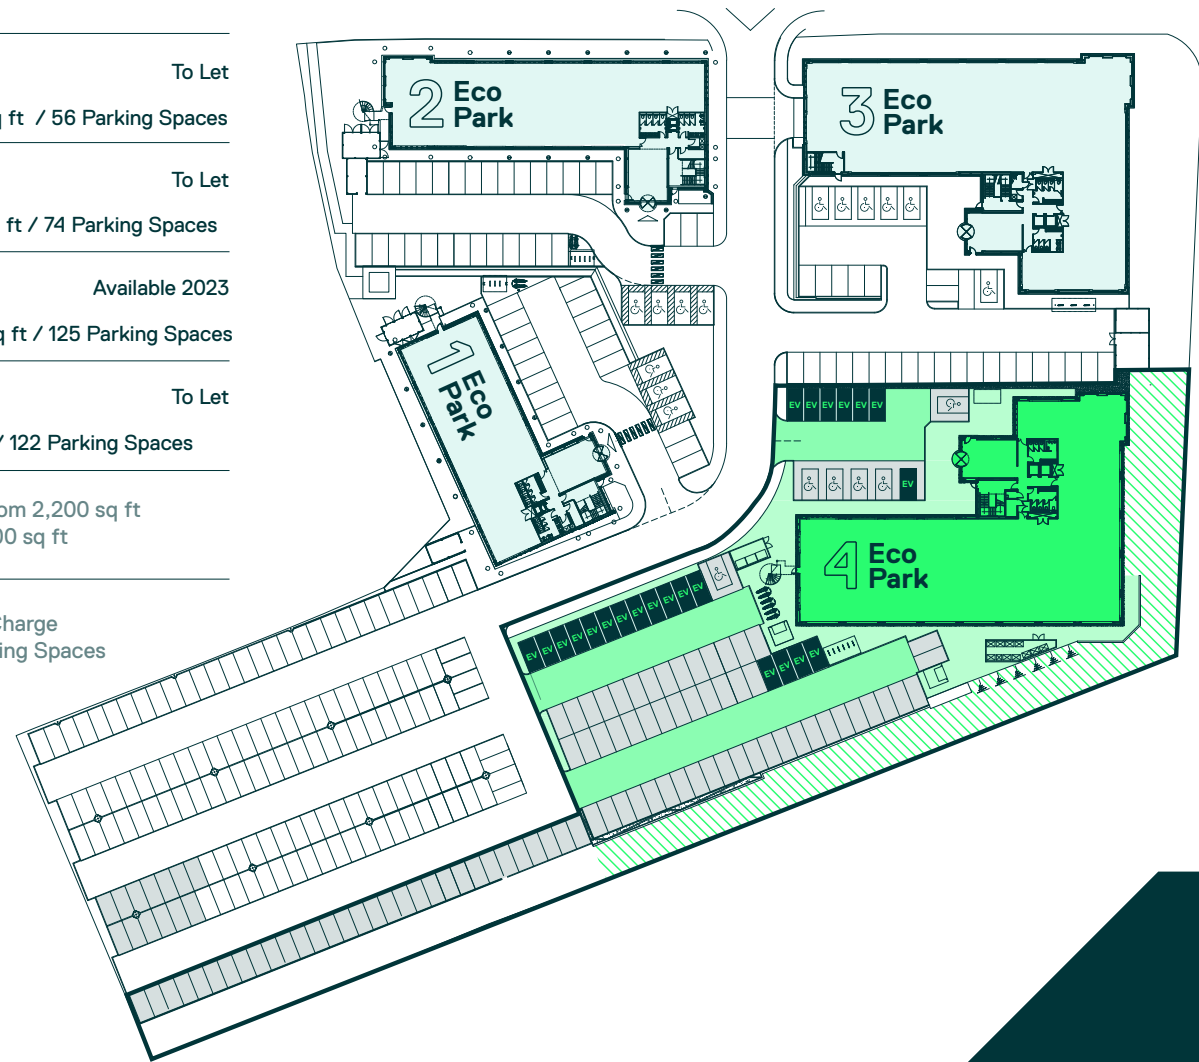 To Let
q ft / 56 Parking Spaces
To Let
ft / 74 Parking Spaces
Available 2023
q ft / 125 Parking Spaces
To Let
/ 122 Parking Spaces
om 2,200 sq ft
00 sq ft
Charge
ing Spaces
2 Eco
Park
3 Eco
Park
1 Eco
Park
EV EV EV EV EV EV
EV
4 Eco
Park
EV EV EV EV EV EV EV EV EV EV EV EV
EV EV EV EV